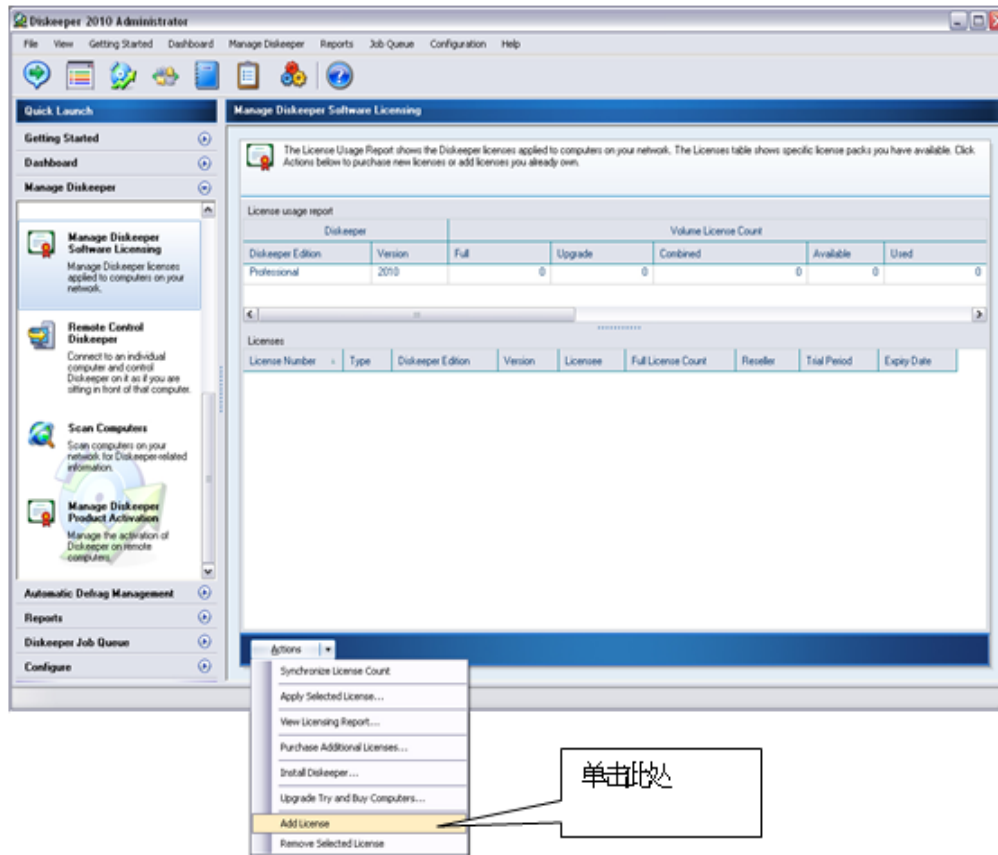 Diskeeper 2010 Administrator
File View Getting Started Dashboard Manage Diskeeper Reports Job Queue Configuration Help
Quick Launch
Getting Started
Dashboard
Manage Diskeeper
Manage Diskeeper
Software Licensing
Manage Diskeeper licenses
applied to computers on your
network.
Remote Control
Diskeeper
Connect to an individual
computer and control
Diskeeper on it as if you are
sitting in front of that computer.
Scan Computers
Scan computers on your
network for Diskeeper-related
information.
Manage Diskeeper
Product Activation
Manage the activation of
Diskeeper on remote
computers.
Automatic Defrag Management
Reports
Diskeeper Job Queue
Configure
Manage Diskeeper Software Licensing
The License Usage Report shows the Diskeeper licenses applied to computers on your network. The Licenses table shows specific license packs you have available. Click
Actions below to purchase new licenses or add licenses you already own.
License usage report
Diskeeper Volume License Count
Diskeeper Edition Version Full Upgrade Combined Available Used
Professional 2010 0 0 0 0 0
Licenses
License Number Type Diskeeper Edition Version Licensee Full License Count Reseller Trial Period Expiry Date
Actions
Synchronize License Count
Apply Selected License...
View Licensing Report...
Purchase Additional Licenses...
Install Diskeeper...
Upgrade Try and Buy Computers...
Add License
Remove Selected License
单击此处